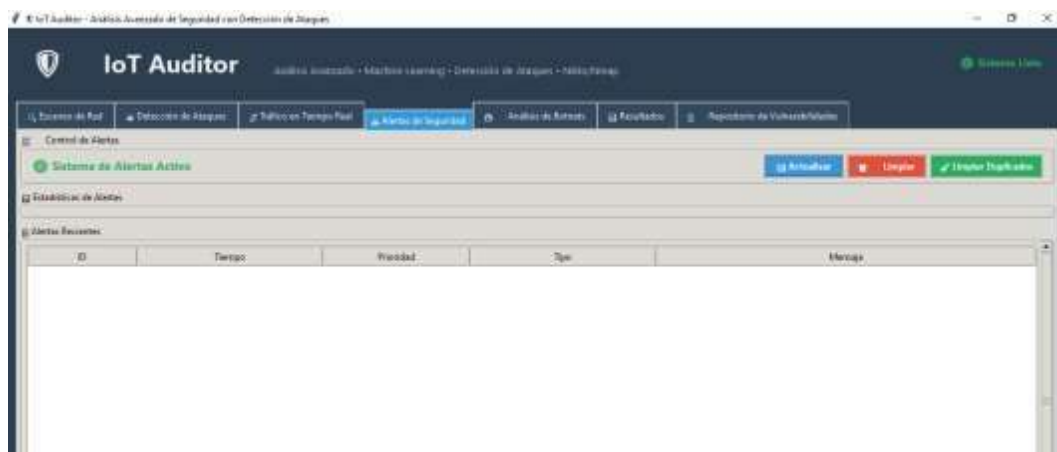 IoT Auditor - Análisis Avanzado de Seguridad con Detección de Ataques
IoT Auditor
Análisis Avanzado • Machine Learning • Detección de Ataques • Nikto/Nmap
Sistema Listo
Escaneo de Red
Detección de Ataques
Tráfico en Tiempo Real
Alertas de Seguridad
Análisis de Botnets
Resultados
Repositorio de Vulnerabilidades
Control de Alertas
Sistema de Alertas Activo
Actualizar
Limpiar
Limpiar Duplicados
Estadísticas de Alertas
Alertas Recientes
ID Tiempo Prioridad Tipo Mensaje